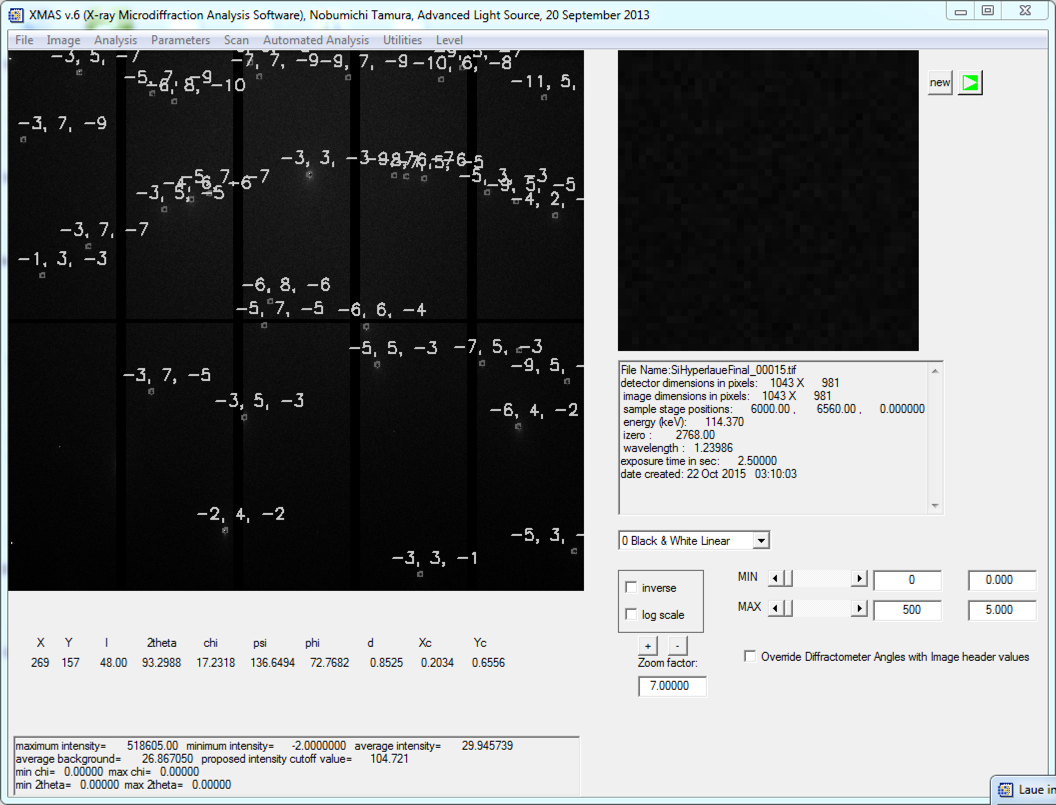 XMAS v.6 (X-ray Microdiffraction Analysis Software), Nobumichi Tamura, Advanced Light Source, 20 September 2013
File Image Analysis Parameters Scan Automated Analysis Utilities Level
-3, 5, -7
-7, 7, -9
-9, 7, -9
-10, 6, -8
-5, 7, -9
-6, 8, -10
-11, 5,
new
-3, 7, -9
-3, 3, -3
-5, 7, -7
-4, 6, -6
-3, 5, -5
-5, 3, -3
-9, 5, -5
-4, 2, -
-3, 7, -7
-1, 3, -3
-6, 8, -6
-5, 7, -5
-6, 6, -4
-5, 5, -3
-7, 5, -3
-9, 5, -
-3, 7, -5
-3, 5, -3
-6, 4, -2
-2, 4, -2
-5, 3, -
-3, 3, -1
File Name:SiHyperlaueFinal_00015.tif
detector dimensions in pixels: 1043 X 981
image dimensions in pixels: 1043 X 981
sample stage positions: 6000.00 , 6560.00 , 0.000000
energy (keV): 114.370
izero : 2768.00
wavelength : 1.23986
exposure time in sec: 2.50000
date created: 22 Oct 2015 03:10:03
0 Black & White Linear
inverse
log scale
MIN 0 0.000
MAX 500 5.000
+ -
Zoom factor:
7.00000
Override Diffractometer Angles with Image header values
X Y I 2theta chi psi phi d Xc Yc
269 157 48.00 93.2988 17.2318 136.6494 72.7682 0.8525 0.2034 0.6556
maximum intensity= 518605.00 minimum intensity= -2.0000000 average intensity= 29.945739
average background= 26.867050 proposed intensity cutoff value= 104.721
min chi= 0.00000 max chi= 0.00000
min 2theta= 0.00000 max 2theta= 0.00000
Laue in